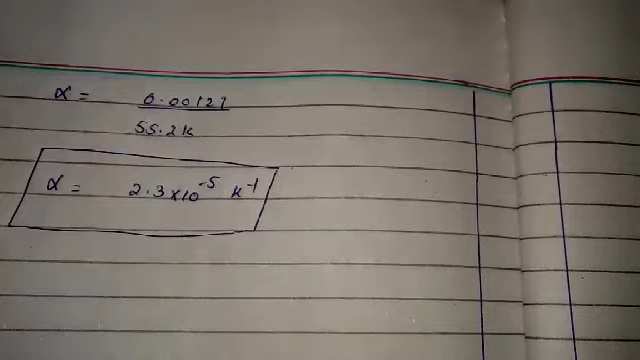 α = 0.00127
55.2 K
α = 2.3 × 10⁻⁵ K⁻¹